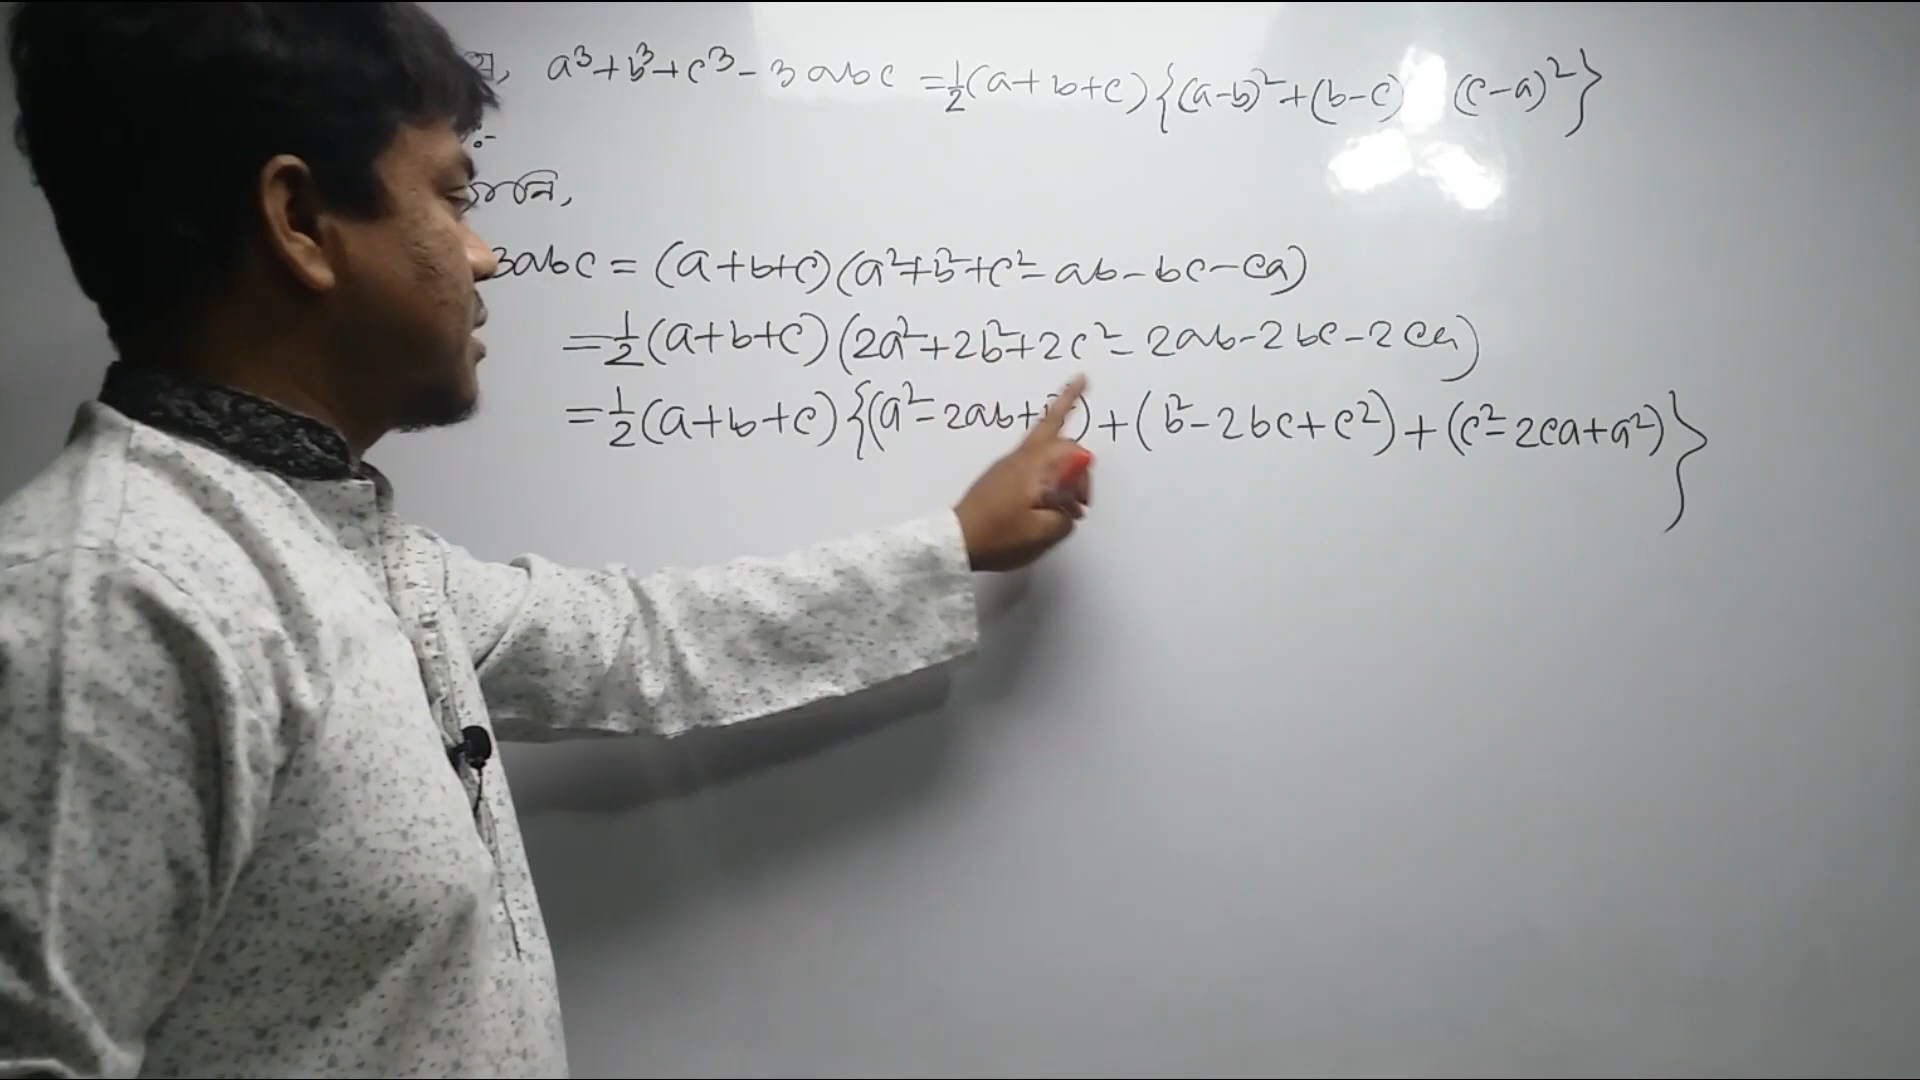 a³+b³+c³-3abc = ½(a+b+c){(a-b)²+(b-c) (c-a)²}
:-
3abc = (a+b+c)(a²+b²+c²-ab-bc-ca)
= ½(a+b+c)(2a²+2b²+2c²-2ab-2bc-2ca)
= ½(a+b+c){(a²-2ab+ )+(b²-2bc+c²)+(c²-2ca+a²)}